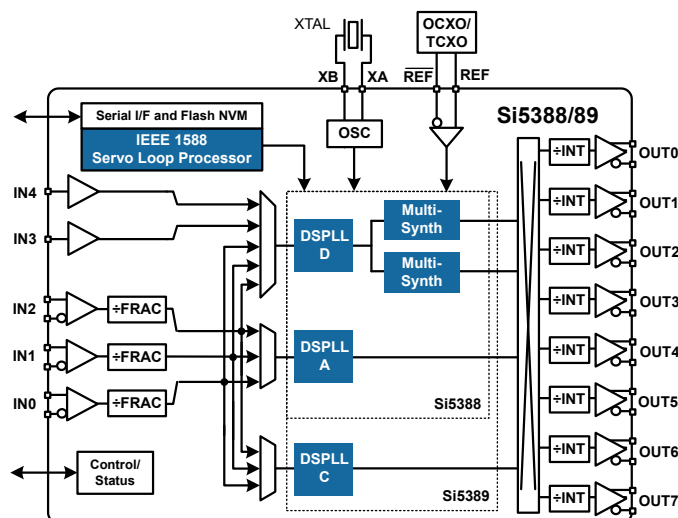 XTAL
OCXO/
TCXO
XB
XA
REF
REF
Si5388/89
Serial I/F and Flash NVM
IEEE 1588
Servo Loop Processor
OSC
÷INT
OUT0
IN4
÷INT
OUT1
Multi-
Synth
IN3
DSPLL
D
÷INT
OUT2
Multi-
Synth
IN2
÷FRAC
÷INT
OUT3
IN1
÷FRAC
DSPLL
A
÷INT
OUT4
IN0
÷FRAC
÷INT
OUT5
Si5388
÷INT
OUT6
Control/
Status
DSPLL
C
Si5389
÷INT
OUT7